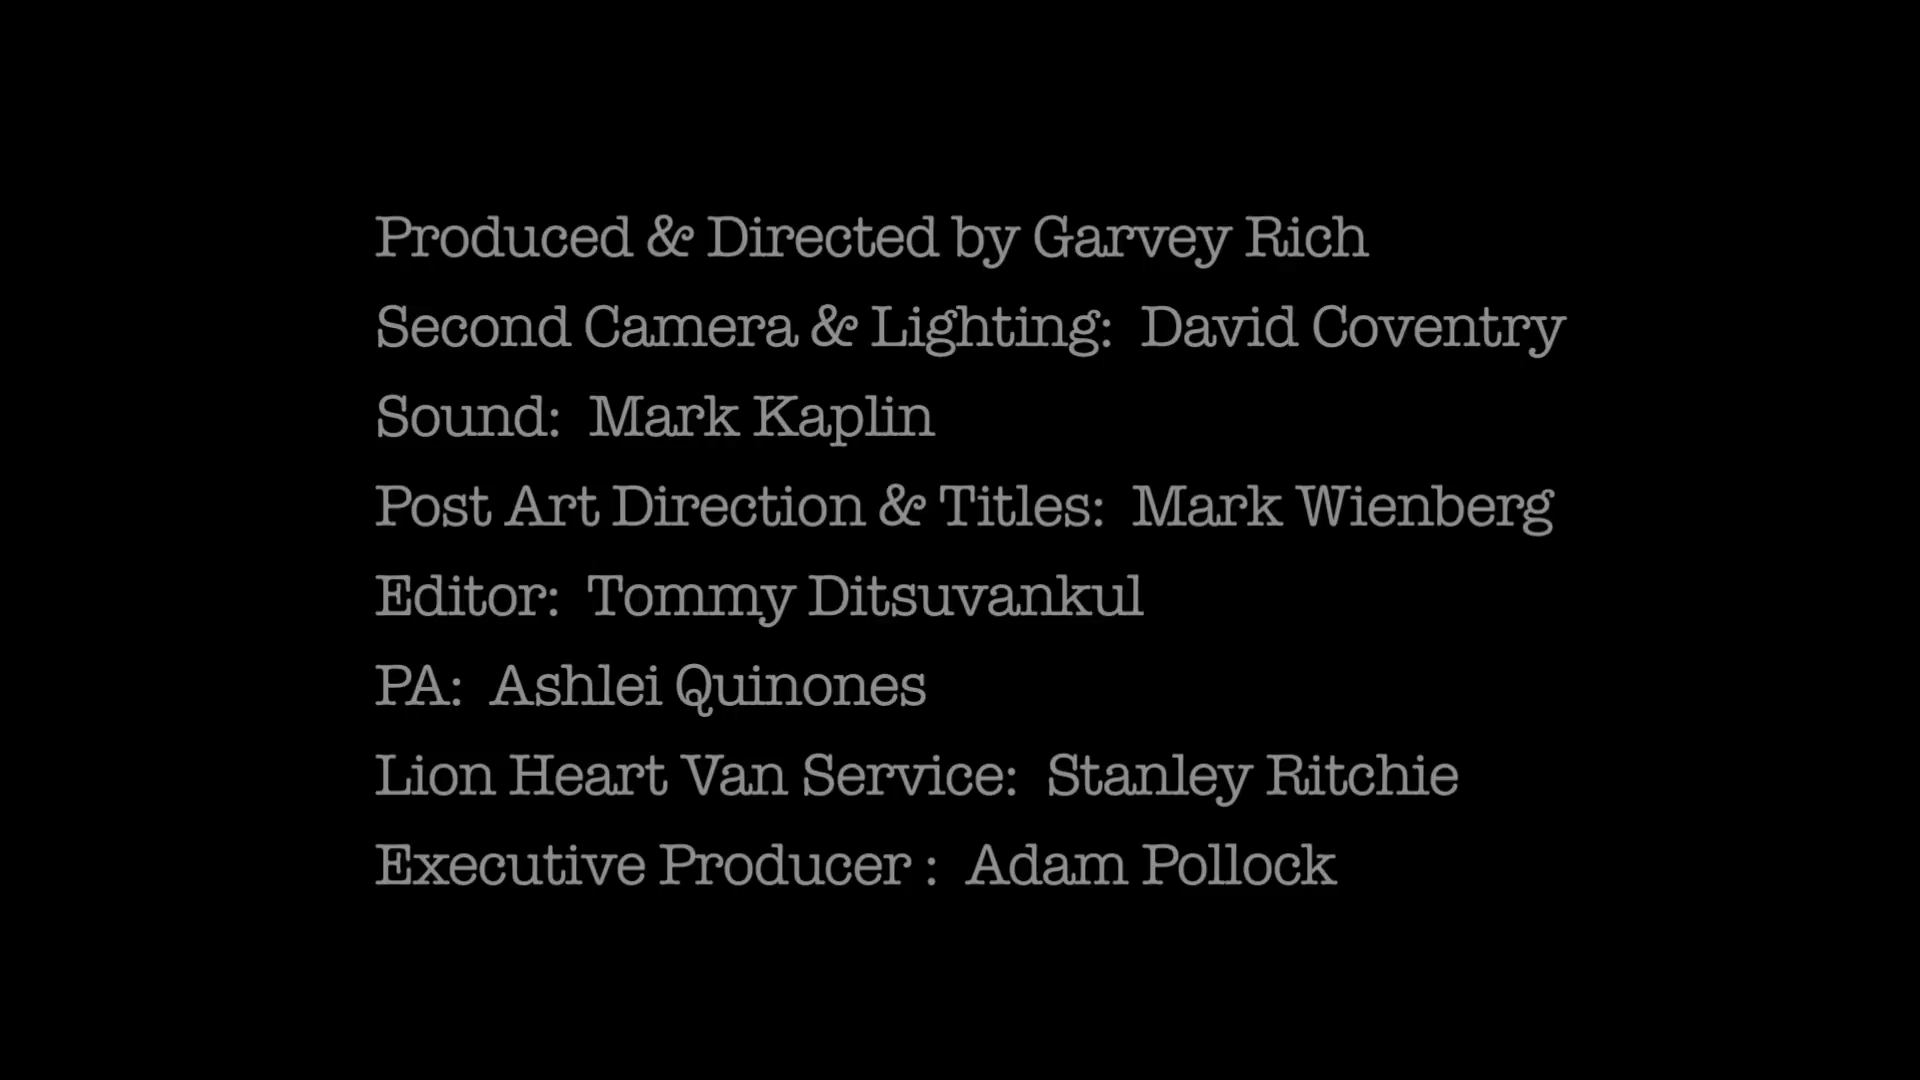 Produced & Directed by Garvey Rich
Second Camera & Lighting:  David Coventry
Sound:  Mark Kaplin
Post Art Direction & Titles:  Mark Wienberg
Editor:  Tommy Ditsuvankul
PA:  Ashlei Quinones
Lion Heart Van Service:  Stanley Ritchie
Executive Producer :  Adam Pollock